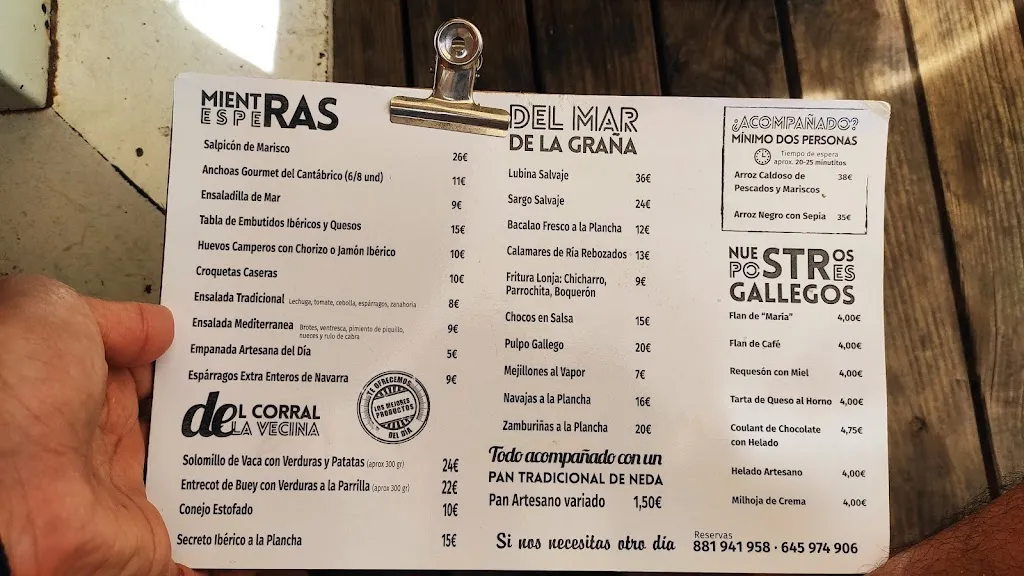 MIENTRAS
ESPERAS
Salpicón de Marisco 26€
Anchoas Gourmet del Cantábrico (6/8 und) 11€
Ensaladilla de Mar 9€
Tabla de Embutidos Ibéricos y Quesos 15€
Huevos Camperos con Chorizo o Jamón Ibérico 10€
Croquetas Caseras 10€
Ensalada Tradicional Lechuga, tomate, cebolla, espárragos, zanahoria 8€
Ensalada Mediterranea Brotes, ventresca, pimiento de piquillo, 9€
nueces y rulo de cabra
Empanada Artesana del Día 5€
Espárragos Extra Enteros de Navarra 9€
TE OFRECEMOS
LOS MEJORES
PRODUCTOS
DEL DÍA
deL CORRAL
de LA VECINA
Solomillo de Vaca con Verduras y Patatas (aprox 300 gr) 24€
Entrecot de Buey con Verduras a la Parrilla (aprox 300 gr) 22€
Conejo Estofado 10€
Secreto Ibérico a la Plancha 15€
DEL MAR
DE LA GRAÑA
Lubina Salvaje 36€
Sargo Salvaje 24€
Bacalao Fresco a la Plancha 12€
Calamares de Ría Rebozados 13€
Fritura Lonja: Chicharro, 9€
Parrochita, Boquerón
Chocos en Salsa 15€
Pulpo Gallego 20€
Mejillones al Vapor 7€
Navajas a la Plancha 16€
Zamburiñas a la Plancha 20€
Todo acompañado con un
PAN TRADICIONAL DE NEDA
Pan Artesano variado 1,50€
Si nos necesitas otro día
¿ACOMPAÑADO?
MÍNIMO DOS PERSONAS
Tiempo de espera
aprox. 20-25 minutitos
Arroz Caldoso de 38€
Pescados y Mariscos
Arroz Negro con Sepia 35€
NUESTROS
POSTRES
GALLEGOS
Flan de "Maria" 4,00€
Flan de Café 4,00€
Requesón con Miel 4,00€
Tarta de Queso al Horno 4,00€
Coulant de Chocolate 4,75€
con Helado
Helado Artesano 4,00€
Milhoja de Crema 4,00€
Reservas
881 941 958 · 645 974 906